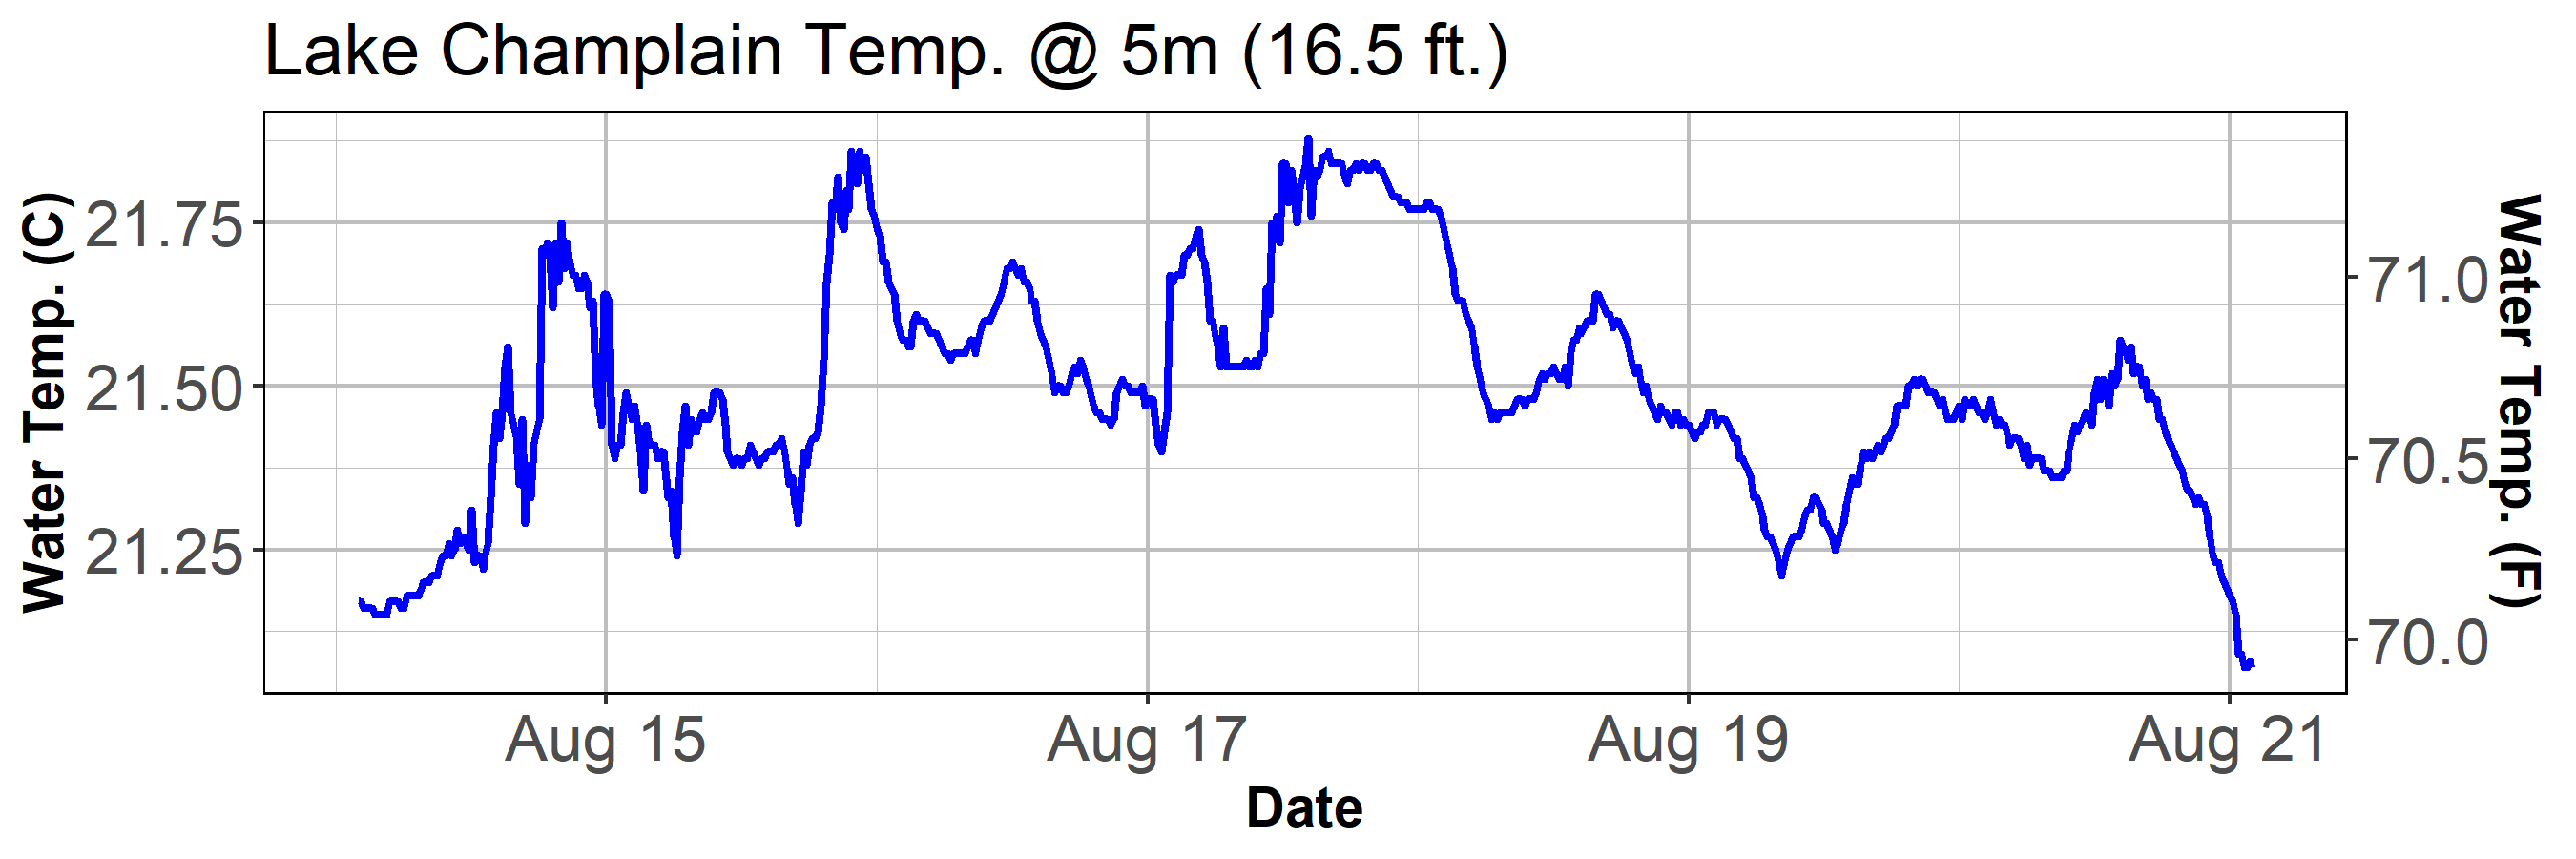 Lake Champlain Temp. @ 5m (16.5 ft.)
Water Temp. (C)
21.75
21.50
21.25
71.0
70.5
70.0
Water Temp. (F)
Aug 15 Aug 17 Aug 19 Aug 21
Date